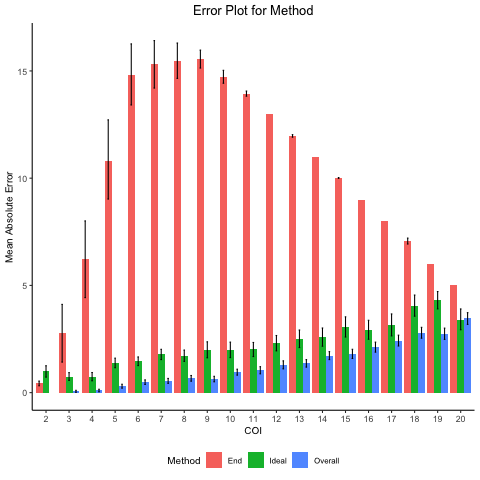 Error Plot for Method
Mean Absolute Error
15
10
5
0
2 3 4 5 6 7 8 9 10 11 12 13 14 15 16 17 18 19 20
COI
Method End Ideal Overall